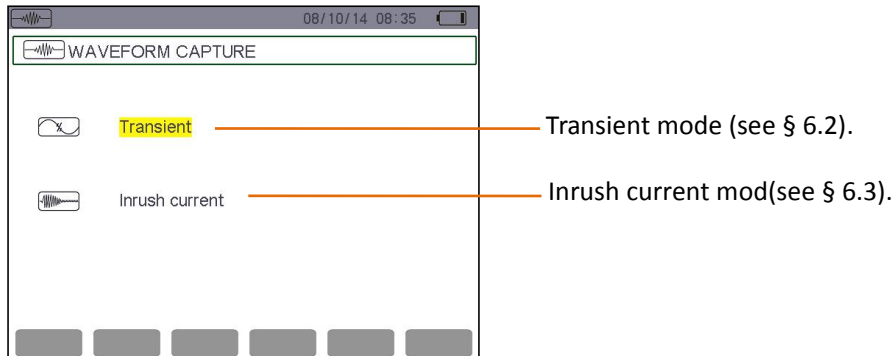 08/10/14 08:35
WAVEFORM CAPTURE
Transient
Transient mode (see § 6.2).
Inrush current
Inrush current mod(see § 6.3).